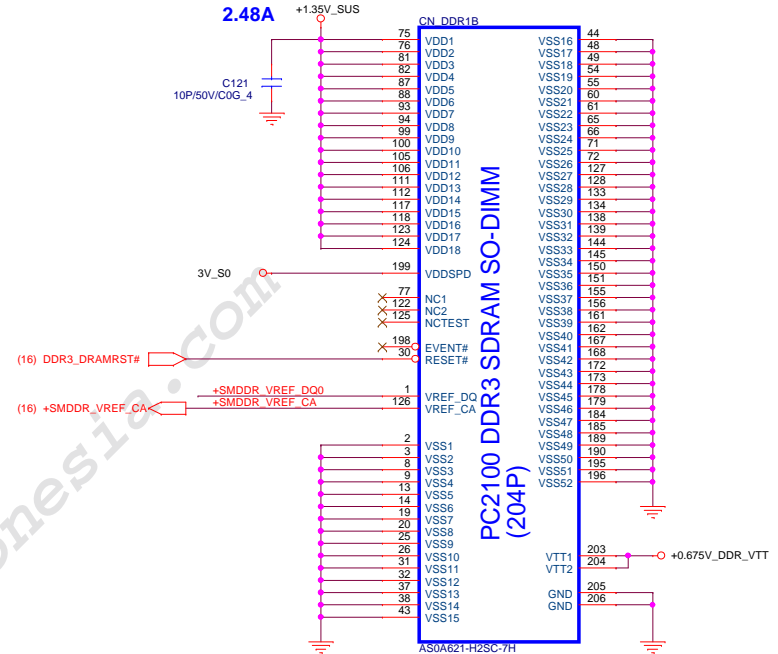 2.48A
+1.35V_SUS
CN_DDR1B
75 VDD1 VSS16 44
76 VDD2 VSS17 48
81 VDD3 VSS18 49
82 VDD4 VSS19 54
87 VDD5 VSS20 55
88 VDD6 VSS21 60
93 VDD7 VSS22 61
94 VDD8 VSS23 65
99 VDD9 VSS24 66
100 VDD10 VSS25 71
105 VDD11 VSS26 72
106 VDD12 VSS27 127
111 VDD13 VSS28 128
112 VDD14 VSS29 133
117 VDD15 VSS30 134
118 VDD16 VSS31 138
123 VDD17 VSS32 139
124 VDD18 VSS33 144
VSS34 145
C121
10P/50V/C0G_4
3V_S0
199 VDDSPD VSS35 150
VSS36 151
77 NC1 VSS37 155
122 NC2 VSS38 156
125 NCTEST VSS39 161
VSS40 162
198 EVENT# VSS41 167
30 RESET# VSS42 168
(16) DDR3_DRAMRST#
VSS43 172
VSS44 173
+SMDDR_VREF_DQ0 1 VREF_DQ VSS45 178
(16) +SMDDR_VREF_CA +SMDDR_VREF_CA 126 VREF_CA VSS46 179
VSS47 184
VSS48 185
2 VSS1 VSS49 189
3 VSS2 VSS50 190
8 VSS3 VSS51 195
9 VSS4 VSS52 196
13 VSS5
14 VSS6
19 VSS7
20 VSS8
25 VSS9
26 VSS10 VTT1 203
31 VSS11 VTT2 204
+0.675V_DDR_VTT
32 VSS12
37 VSS13 GND 205
38 VSS14 GND 206
43 VSS15
PC2100 DDR3 SDRAM SO-DIMM
(204P)
AS0A621-H2SC-7H
onesia.com